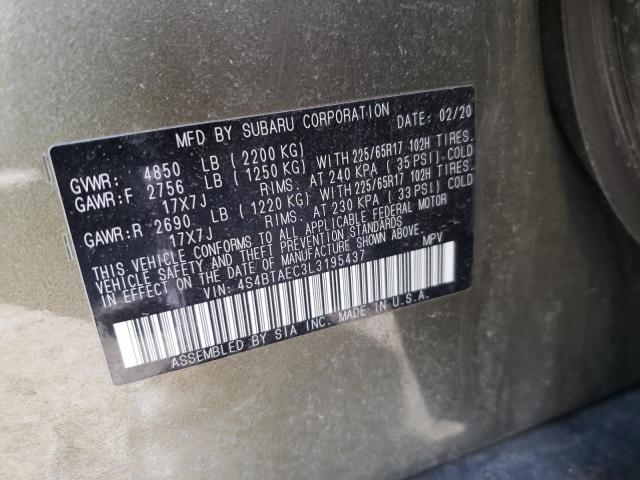 MFD BY SUBARU CORPORATION DATE: 02/20
GVWR: 4850 LB (2200 KG)
GAWR:F 2756 LB (1250 KG) WITH 225/65R17 102H TIRES.
17X7J RIMS. AT 240 KPA (35 PSI) COLD
GAWR:R 2690 LB (1220 KG) WITH 225/65R17 102H TIRES.
17X7J RIMS. AT 230 KPA (33 PSI) COLD
THIS VEHICLE CONFORMS TO ALL APPLICABLE FEDERAL MOTOR
VEHICLE SAFETY AND THEFT PREVENTION STANDARDS
IN EFFECT ON THE DATE OF MANUFACTURE SHOWN ABOVE.
VIN: 4S4BTAEC3L3195437 MPV
ASSEMBLED BY SIA INC. MADE IN U.S.A.